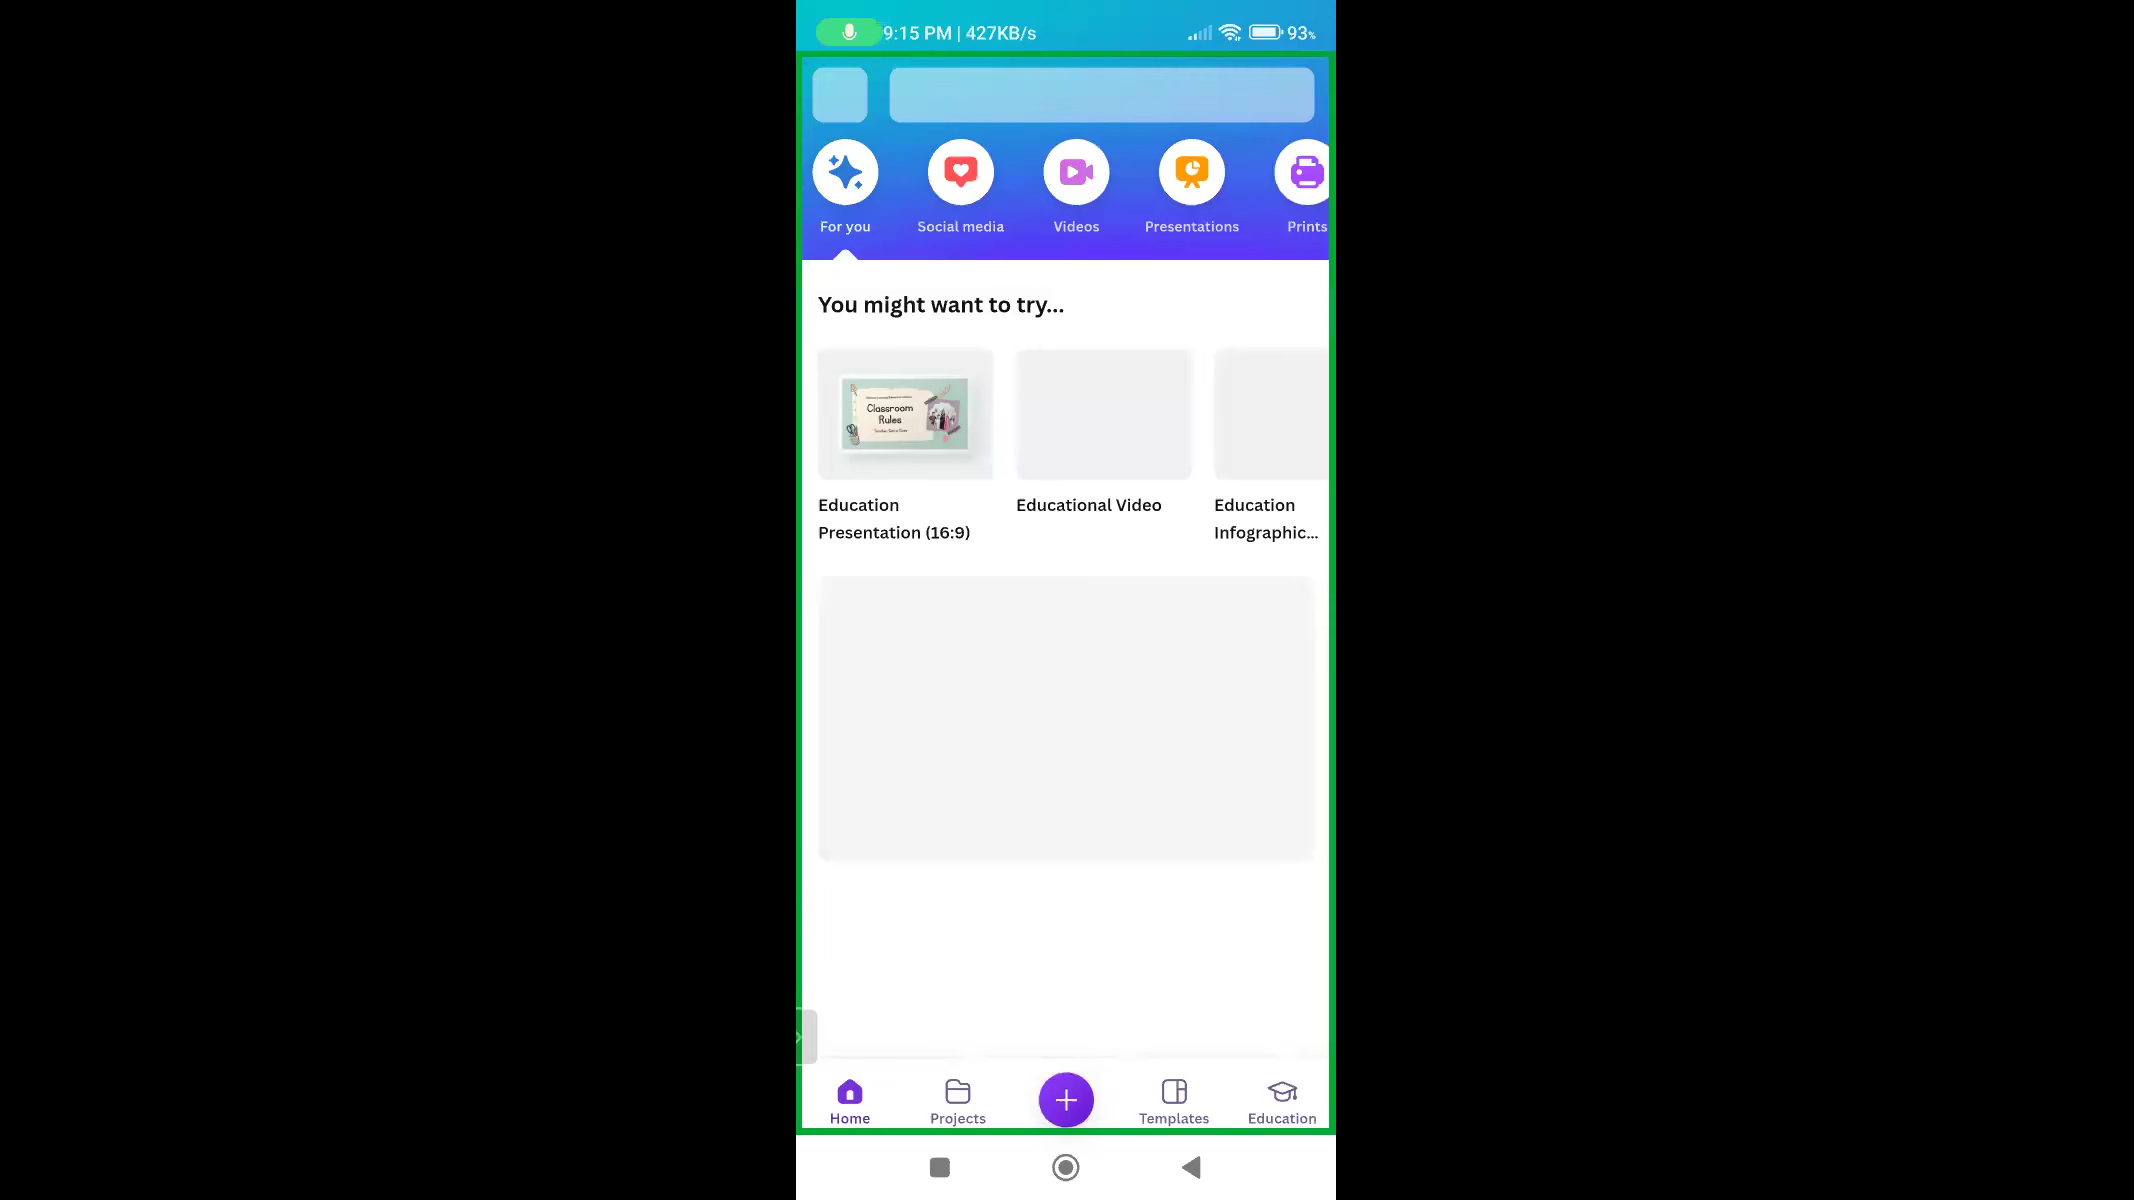 9:15 PM | 427KB/s 93%
For you Social media Videos Presentations Prints
You might want to try...
Classroom
Rules
Education
Presentation (16:9)
Educational Video
Education
Infographic...
Home Projects Templates Education